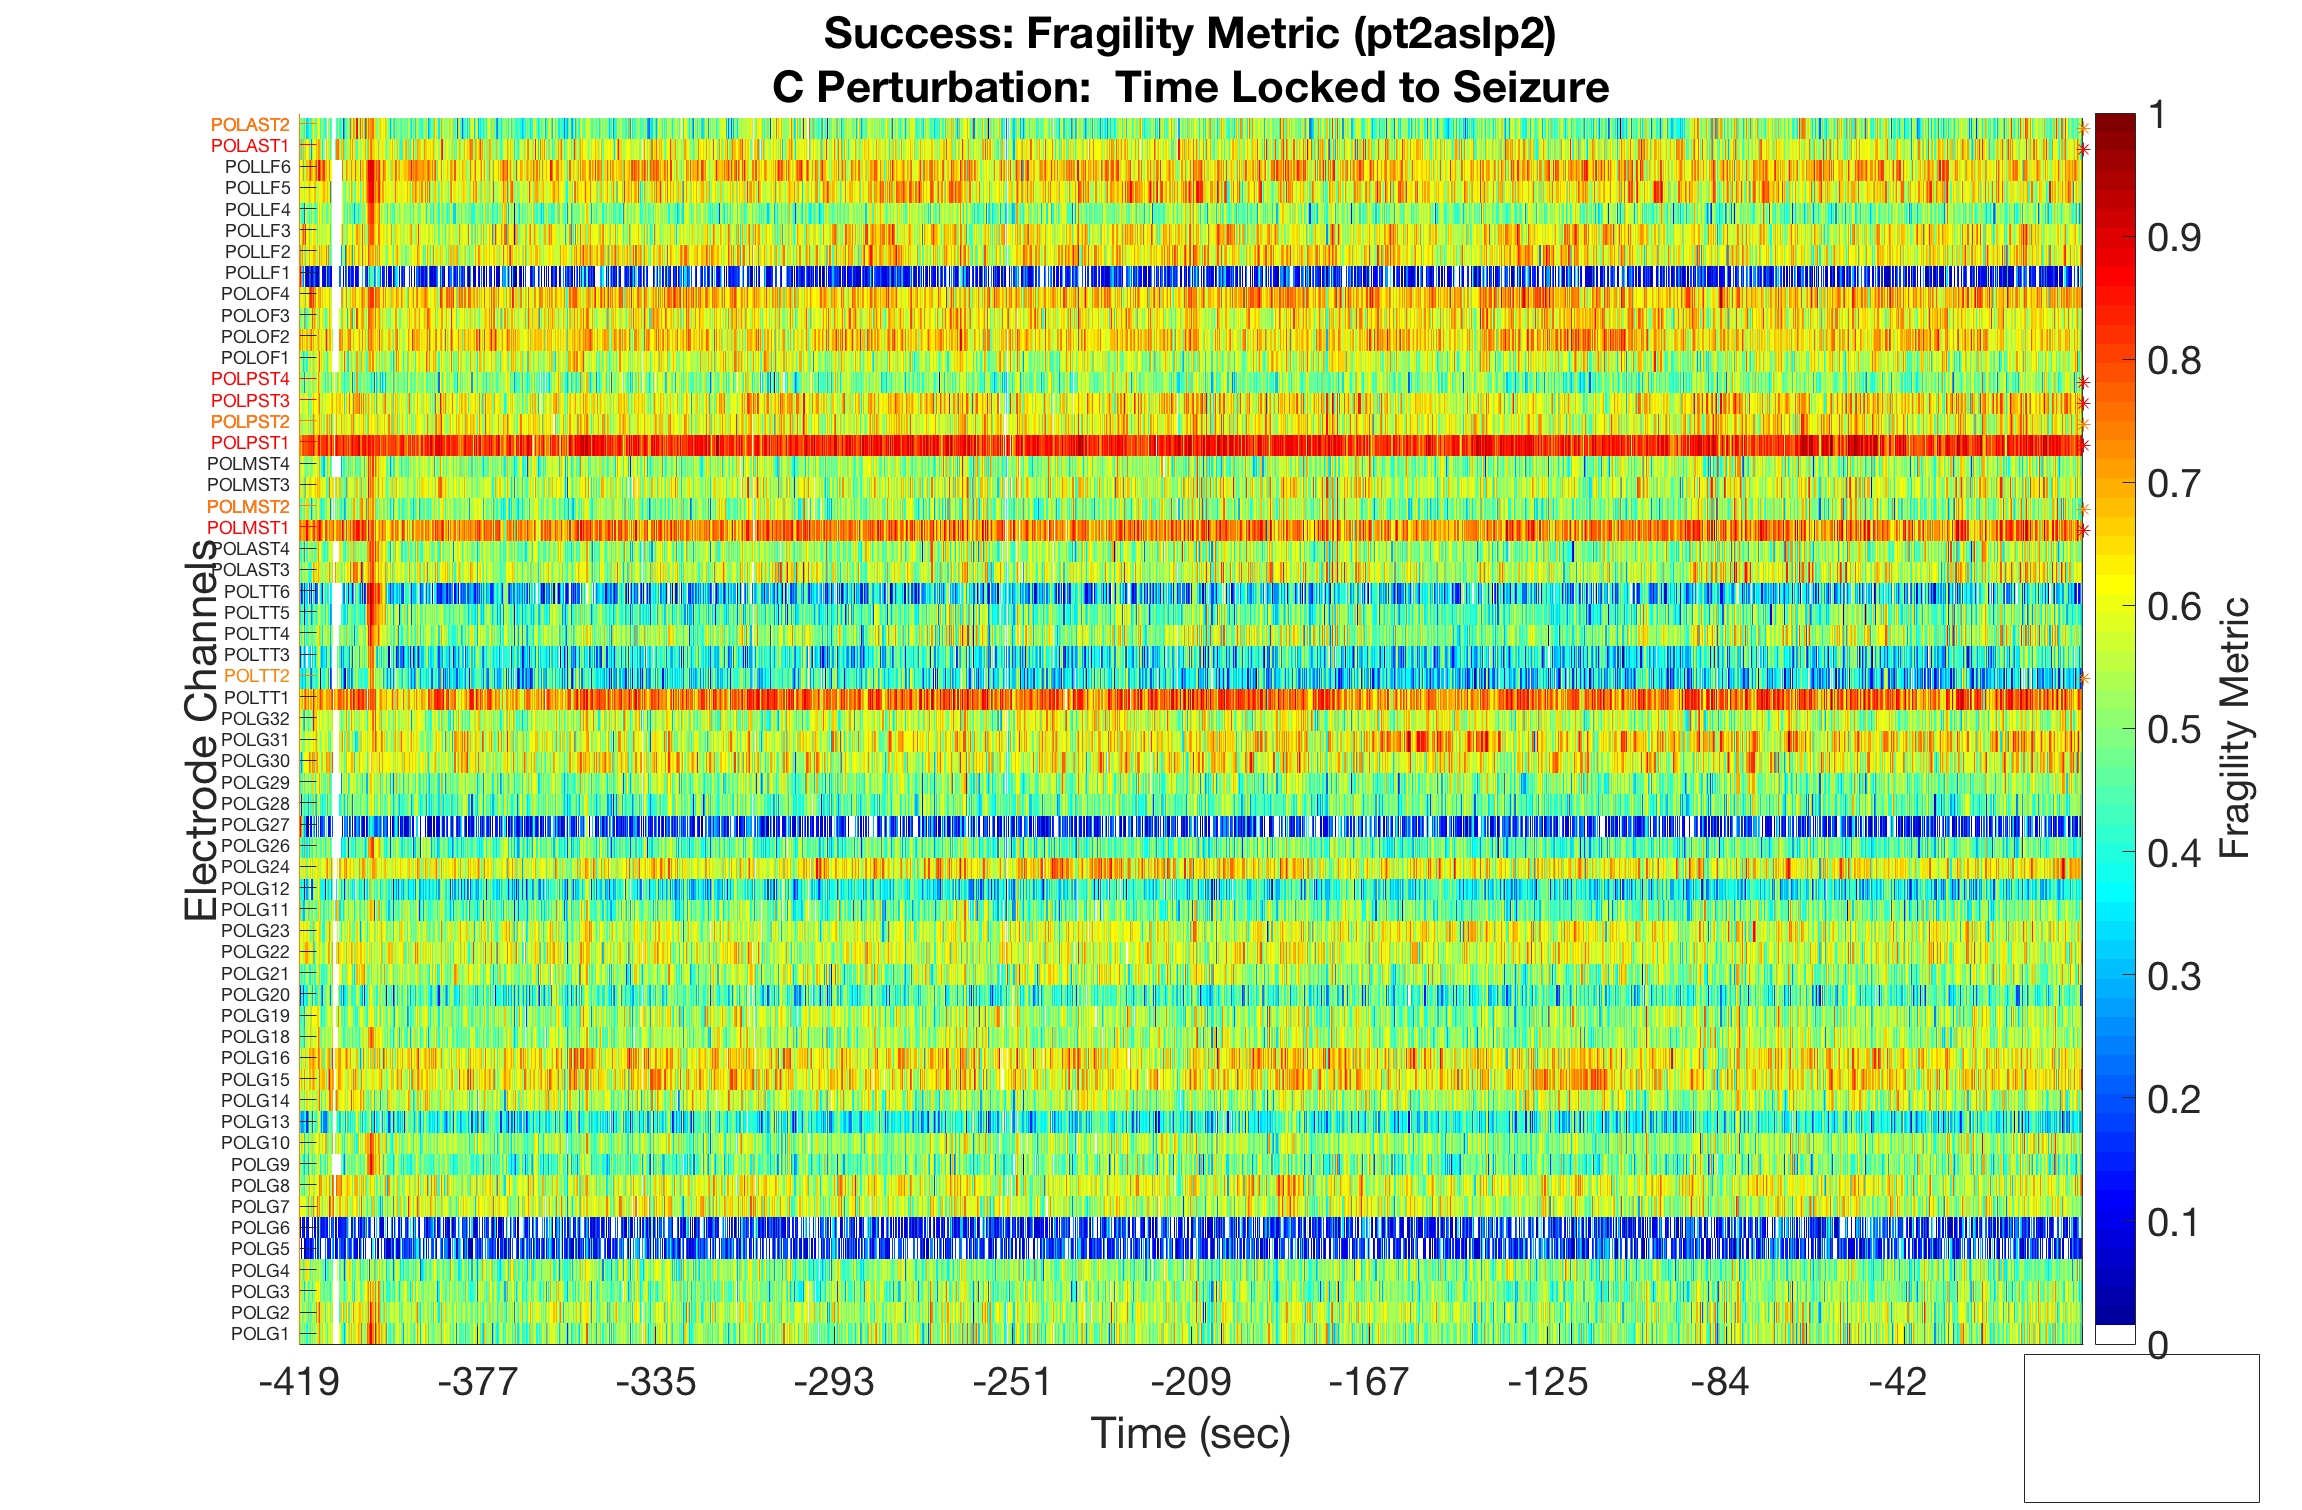 Success: Fragility Metric (pt2aslp2)
C Perturbation:  Time Locked to Seizure
Electrode Channels
POLAST2
POLAST1
POLLF6
POLLF5
POLLF4
POLLF3
POLLF2
POLLF1
POLOF4
POLOF3
POLOF2
POLOF1
POLPST4
POLPST3
POLPST2
POLPST1
POLMST4
POLMST3
POLMST2
POLMST1
POLAST4
POLAST3
POLTT6
POLTT5
POLTT4
POLTT3
POLTT2
POLTT1
POLG32
POLG31
POLG30
POLG29
POLG28
POLG27
POLG26
POLG24
POLG12
POLG11
POLG23
POLG22
POLG21
POLG20
POLG19
POLG18
POLG16
POLG15
POLG14
POLG13
POLG10
POLG9
POLG8
POLG7
POLG6
POLG5
POLG4
POLG3
POLG2
POLG1
-419 -377 -335 -293 -251 -209 -167 -125 -84 -42
Time (sec)
1
0.9
0.8
0.7
0.6
0.5
0.4
0.3
0.2
0.1
0
Fragility Metric